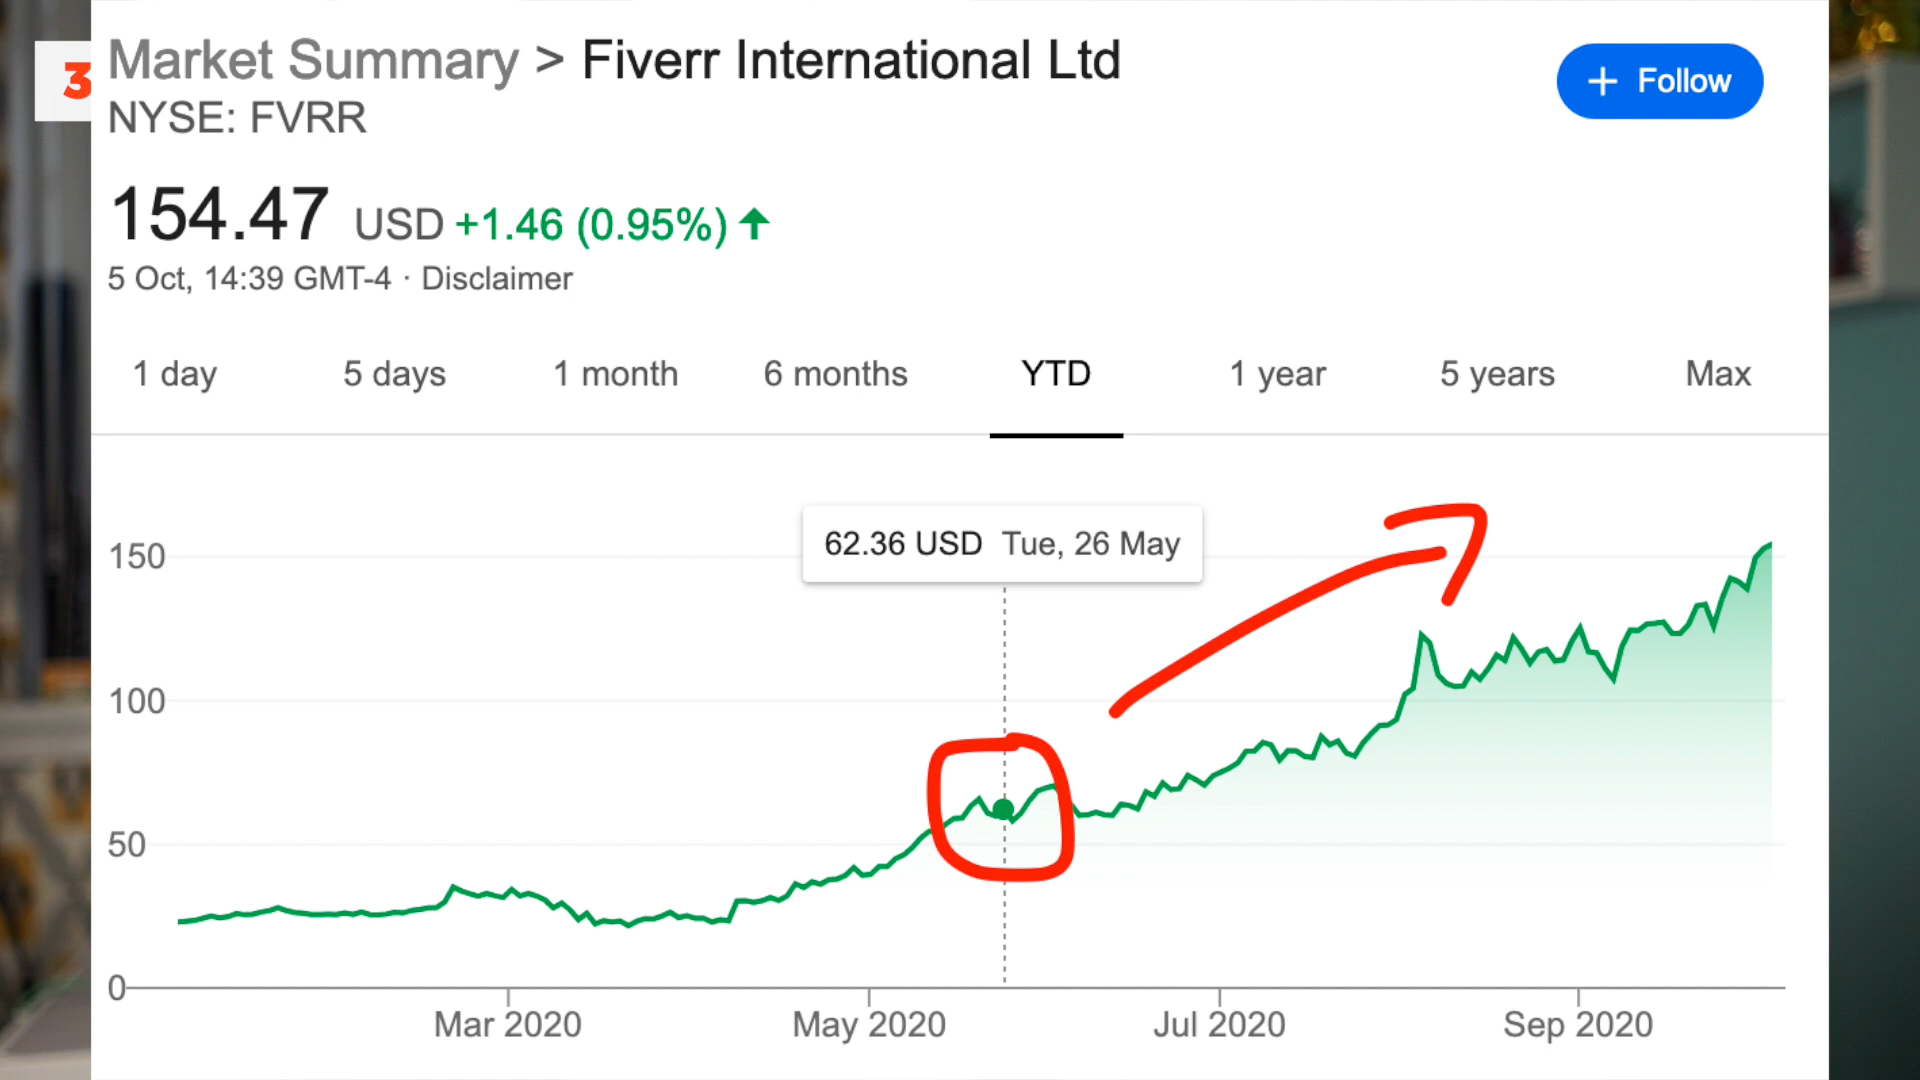 3
Market Summary > Fiverr International Ltd
+ Follow
NYSE: FVRR
154.47 USD +1.46 (0.95%) ↑
5 Oct, 14:39 GMT-4 · Disclaimer
1 day 5 days 1 month 6 months YTD 1 year 5 years Max
62.36 USD Tue, 26 May
150
100
50
0
Mar 2020 May 2020 Jul 2020 Sep 2020